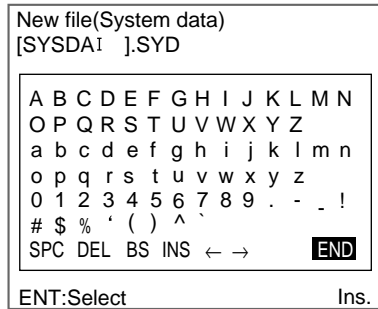 New file(System data)
[SYSDAI ].SYD
A B C D E F G H I J K L M N
O P Q R S T U V W X Y Z
a b c d e f g h i j k l m n
o p q r s t u v w x y z
0 1 2 3 4 5 6 7 8 9 . - _ !
# $ % ‘ ( ) ^ `
SPC DEL BS INS ← → END
ENT:Select Ins.